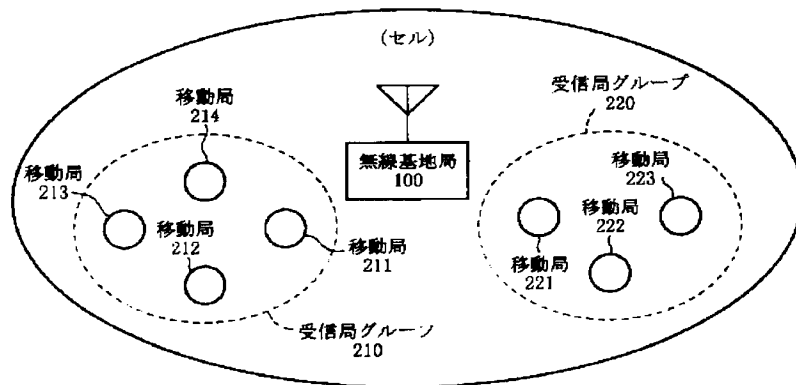 (セル)
移動局
214
無線基地局
100
受信局グループ
220
移動局
213
移動局
212
移動局
211
移動局
223
移動局
222
移動局
221
受信局グループ
210